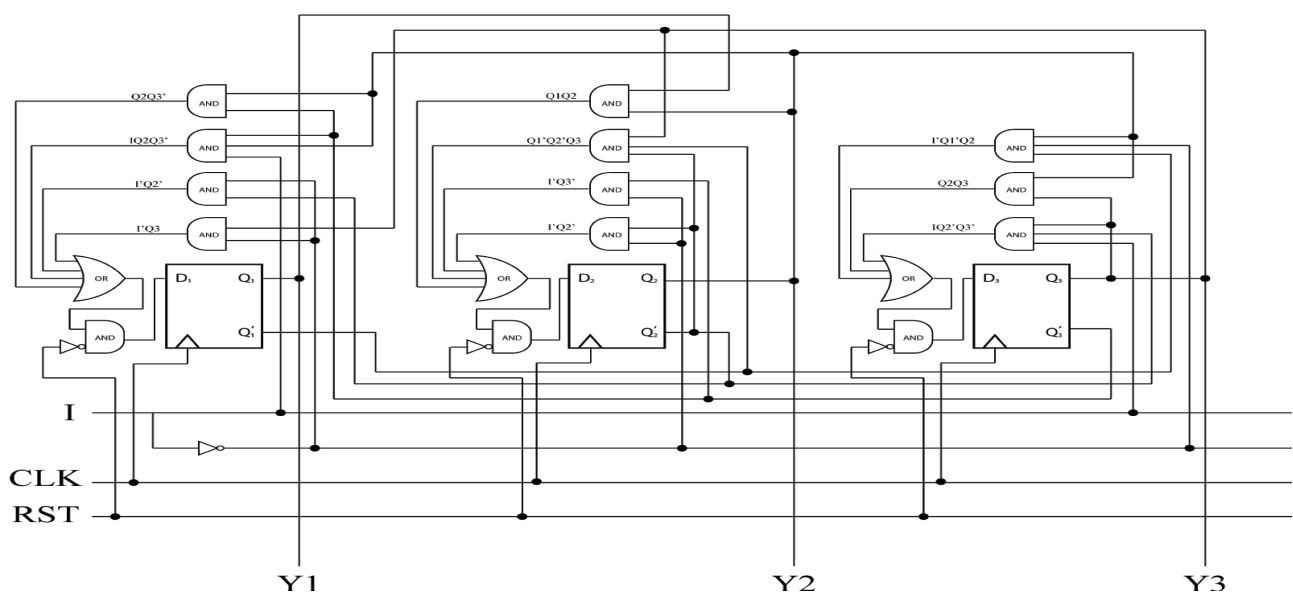 Q2Q3' AND
IQ2Q3' AND
I'Q2' AND
I'Q3 AND
OR
AND
D₁ Q₁
Q₁'
Q1Q2 AND
Q1'Q2'Q3 AND
I'Q3' AND
I'Q2' AND
OR
AND
D₂ Q₂
Q₂'
I'Q1'Q2 AND
Q2Q3 AND
IQ2'Q3' AND
OR
AND
D₃ Q₃
Q₃'
I
CLK
RST
Y1 Y2 Y3